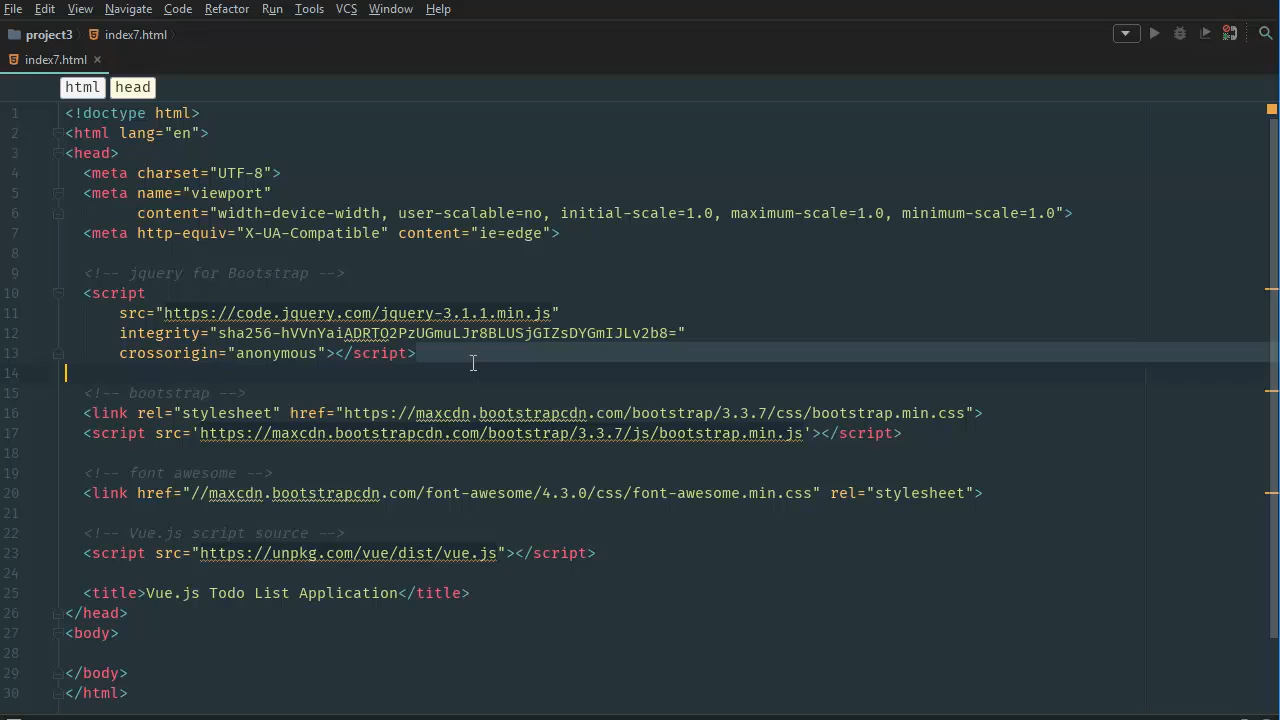 File Edit View Navigate Code Refactor Run Tools VCS Window Help
project3 index7.html
index7.html ×
html head
1 <!doctype html>
2 <html lang="en">
3 <head>
4 <meta charset="UTF-8">
5 <meta name="viewport"
6 content="width=device-width, user-scalable=no, initial-scale=1.0, maximum-scale=1.0, minimum-scale=1.0">
7 <meta http-equiv="X-UA-Compatible" content="ie=edge">
8
9 <!-- jquery for Bootstrap -->
10 <script
11 src="https://code.jquery.com/jquery-3.1.1.min.js"
12 integrity="sha256-hVVnYaiADRTO2PzUGmuLJr8BLUSjGIZsDYGmIJLv2b8="
13 crossorigin="anonymous"></script>
14
15 <!-- bootstrap -->
16 <link rel="stylesheet" href="https://maxcdn.bootstrapcdn.com/bootstrap/3.3.7/css/bootstrap.min.css">
17 <script src='https://maxcdn.bootstrapcdn.com/bootstrap/3.3.7/js/bootstrap.min.js'></script>
18
19 <!-- font awesome -->
20 <link href="//maxcdn.bootstrapcdn.com/font-awesome/4.3.0/css/font-awesome.min.css" rel="stylesheet">
21
22 <!-- Vue.js script source -->
23 <script src="https://unpkg.com/vue/dist/vue.js"></script>
24
25 <title>Vue.js Todo List Application</title>
26 </head>
27 <body>
28
29 </body>
30 </html>